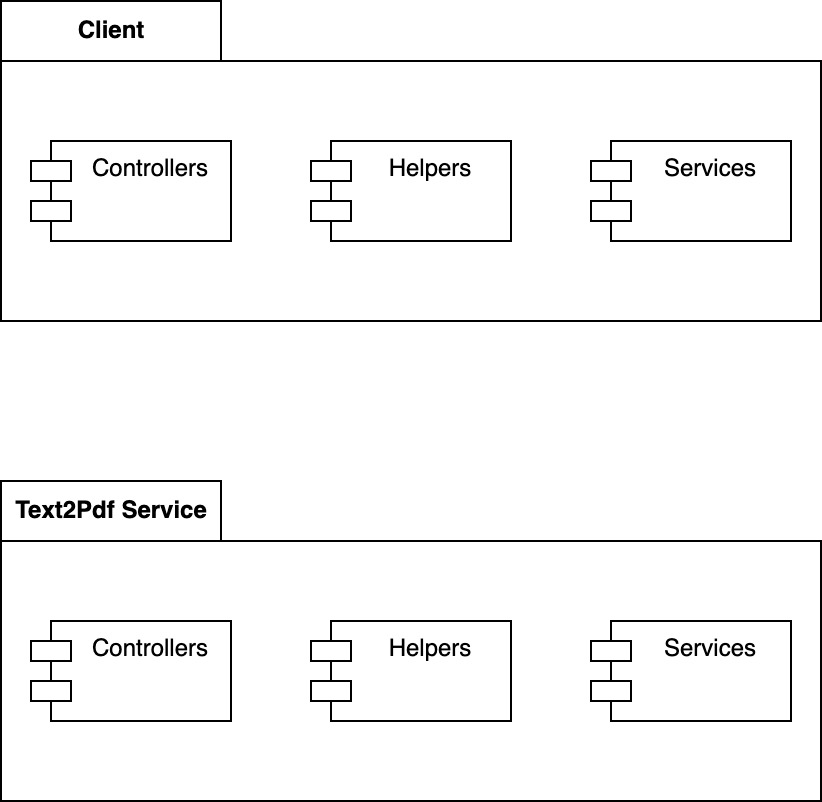 Client
Controllers
Helpers
Services
Text2Pdf Service
Controllers
Helpers
Services